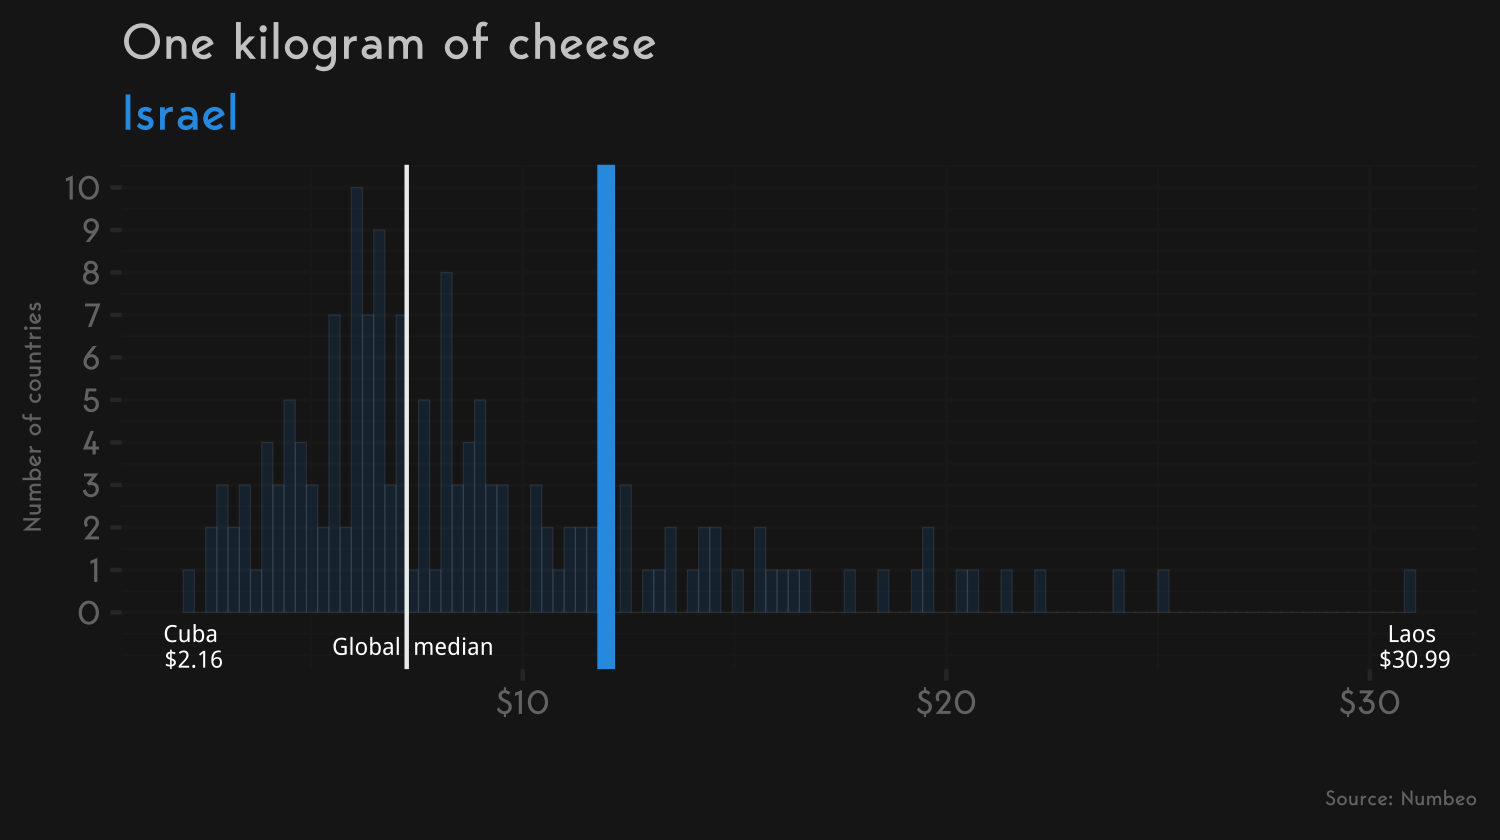 One kilogram of cheese
Israel
Number of countries
10
9
8
7
6
5
4
3
2
1
0
Cuba
$2.16
Global median
Laos
$30.99
$10
$20
$30
Source: Numbeo